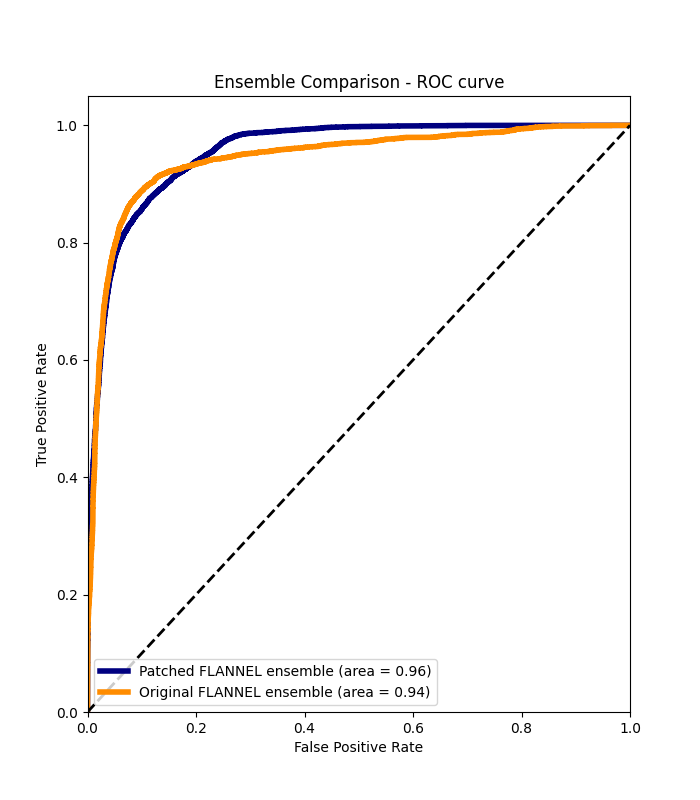 Ensemble Comparison - ROC curve
1.0
0.8
0.6
0.4
0.2
0.0
True Positive Rate
Patched FLANNEL ensemble (area = 0.96)
Original FLANNEL ensemble (area = 0.94)
0.0 0.2 0.4 0.6 0.8 1.0
False Positive Rate